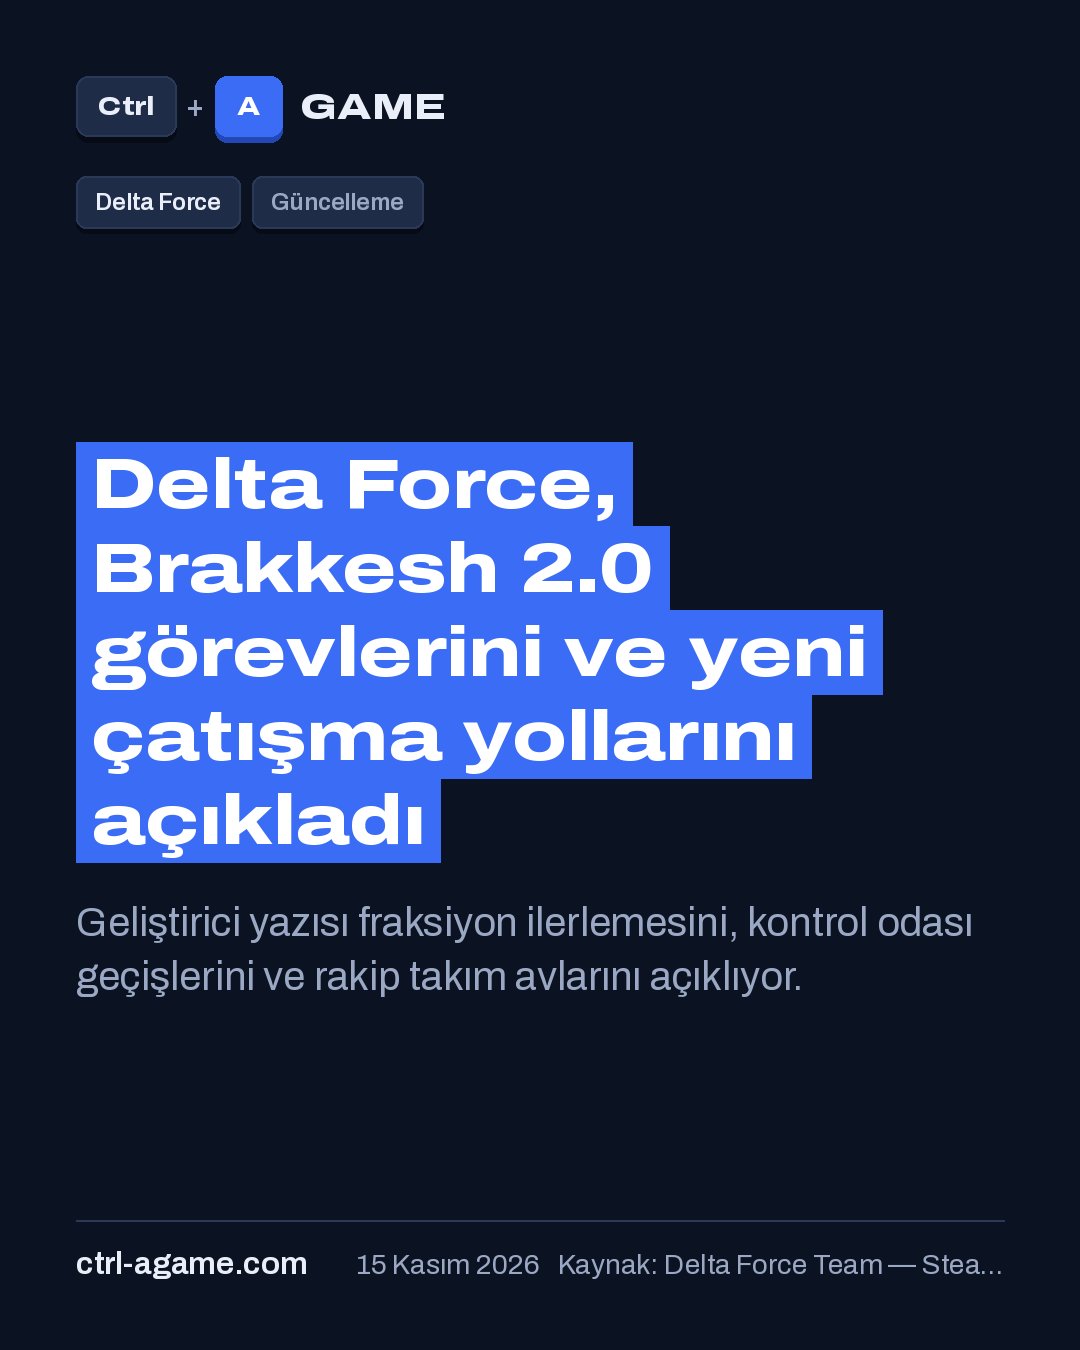 Ctrl + A GAME
Delta Force Güncelleme
Delta Force,
Brakkesh 2.0
görevlerini ve yeni
çatışma yollarını
açıkladı
Geliştirici yazısı fraksiyon ilerlemesini, kontrol odası
geçişlerini ve rakip takım avlarını açıklıyor.
ctrl-agame.com 15 Kasım 2026 Kaynak: Delta Force Team — Stea...